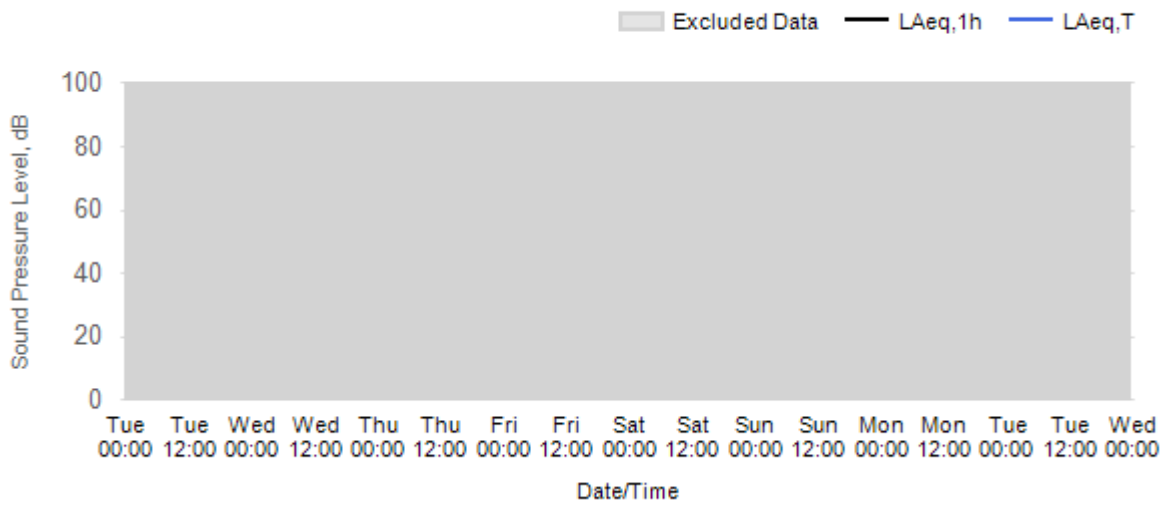 Excluded Data LAeq,1h LAeq,T
Sound Pressure Level, dB
100
80
60
40
20
0
Tue Tue Wed Wed Thu Thu Fri Fri Sat Sat Sun Sun Mon Mon Tue Tue Wed
00:00 12:00 00:00 12:00 00:00 12:00 00:00 12:00 00:00 12:00 00:00 12:00 00:00 12:00 00:00 12:00 00:00
Date/Time